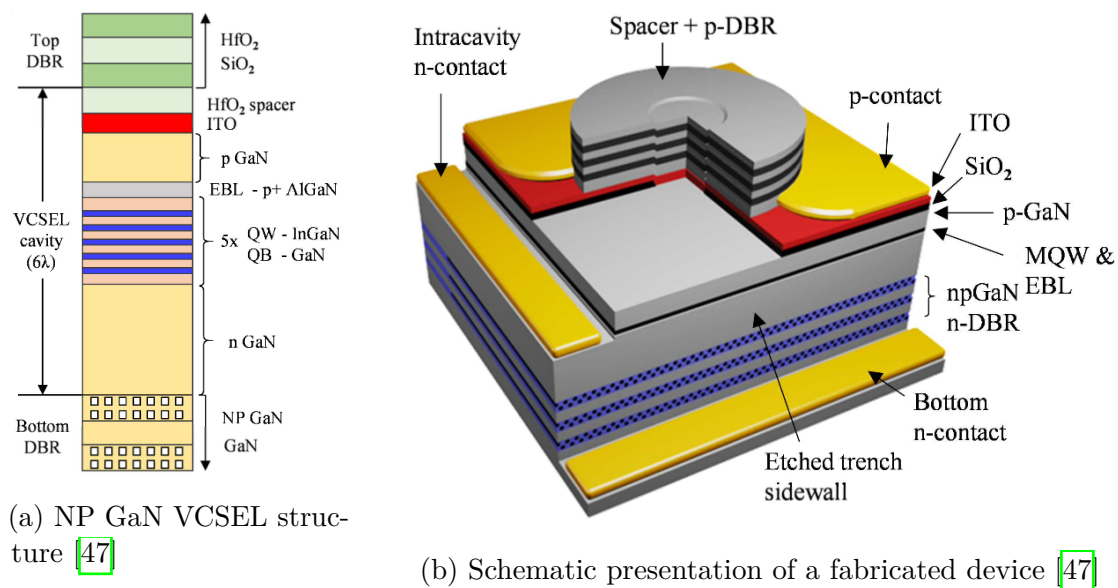 Top
DBR
HfO₂
SiO₂
HfO₂ spacer
ITO
p GaN
EBL - p+ AlGaN
VCSEL
cavity
(6λ)
5x
QW - InGaN
QB - GaN
n GaN
Bottom
DBR
NP GaN
GaN
(a) NP GaN VCSEL struc-
ture [47]
Intracavity
n-contact
Spacer + p-DBR
p-contact
ITO
SiO₂
p-GaN
MQW &
EBL
npGaN
n-DBR
Bottom
n-contact
Etched trench
sidewall
(b) Schematic presentation of a fabricated device [47]